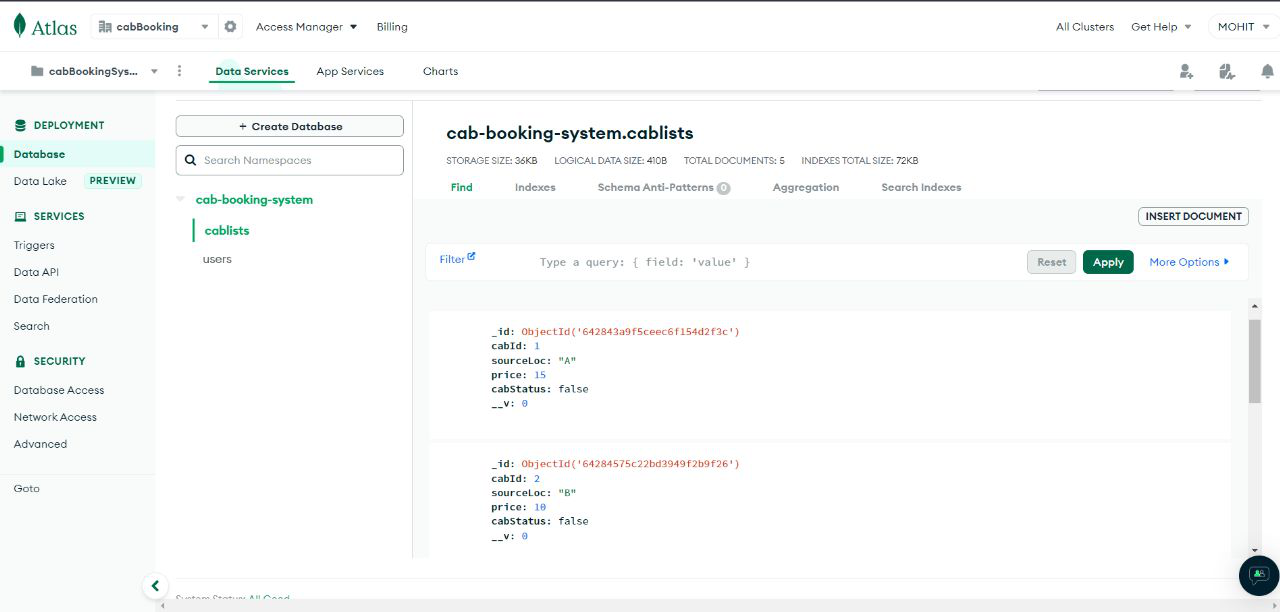 Atlas
cabBooking
Access Manager
Billing
All Clusters
Get Help
MOHIT
cabBookingSys...
Data Services
App Services
Charts
DEPLOYMENT
Database
Data Lake PREVIEW
SERVICES
Triggers
Data API
Data Federation
Search
SECURITY
Database Access
Network Access
Advanced
Goto
+ Create Database
Search Namespaces
cab-booking-system
cablists
users
cab-booking-system.cablists
STORAGE SIZE: 36KB LOGICAL DATA SIZE: 410B TOTAL DOCUMENTS: 5 INDEXES TOTAL SIZE: 72KB
Find Indexes Schema Anti-Patterns 0 Aggregation Search Indexes
INSERT DOCUMENT
Filter Type a query: { field: 'value' } Reset Apply More Options
_id: ObjectId('642843a9f5ceec6f154d2f3c')
cabId: 1
sourceLoc: "A"
price: 15
cabStatus: false
__v: 0
_id: ObjectId('64284575c22bd3949f2b9f26')
cabId: 2
sourceLoc: "B"
price: 10
cabStatus: false
__v: 0
System Status: All Good